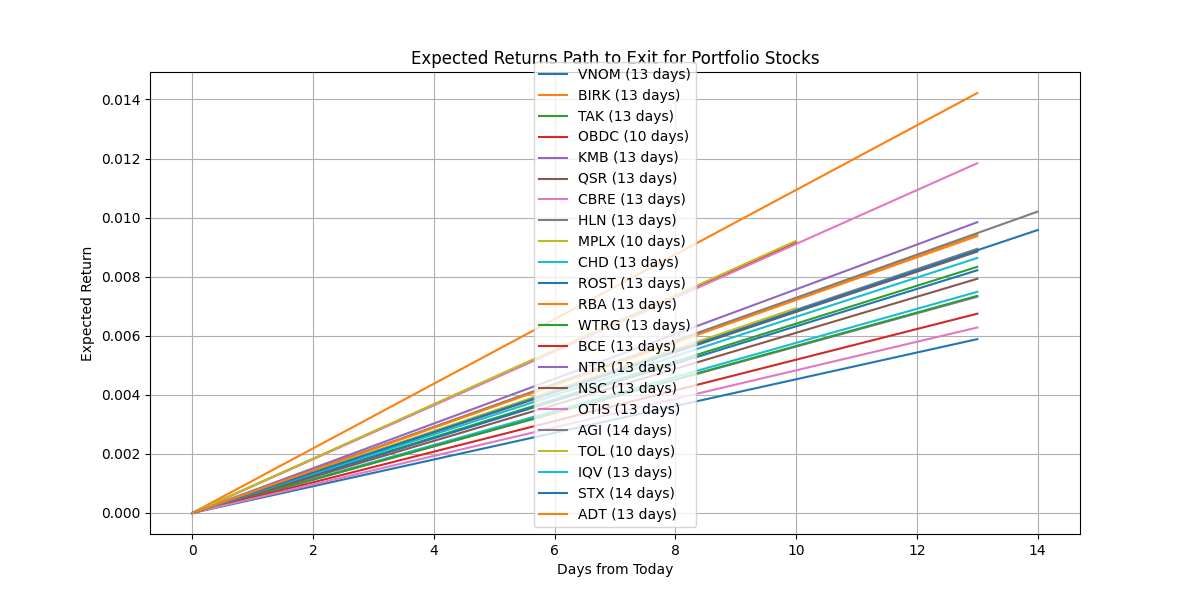 Expected Returns Path to Exit for Portfolio Stocks
VNOM (13 days)
BIRK (13 days)
TAK (13 days)
OBDC (10 days)
KMB (13 days)
QSR (13 days)
CBRE (13 days)
HLN (13 days)
MPLX (10 days)
CHD (13 days)
ROST (13 days)
RBA (13 days)
WTRG (13 days)
BCE (13 days)
NTR (13 days)
NSC (13 days)
OTIS (13 days)
AGI (14 days)
TOL (10 days)
IQV (13 days)
STX (14 days)
ADT (13 days)
Expected Return
0.014
0.012
0.010
0.008
0.006
0.004
0.002
0.000
0 2 4 6 8 10 12 14
Days from Today